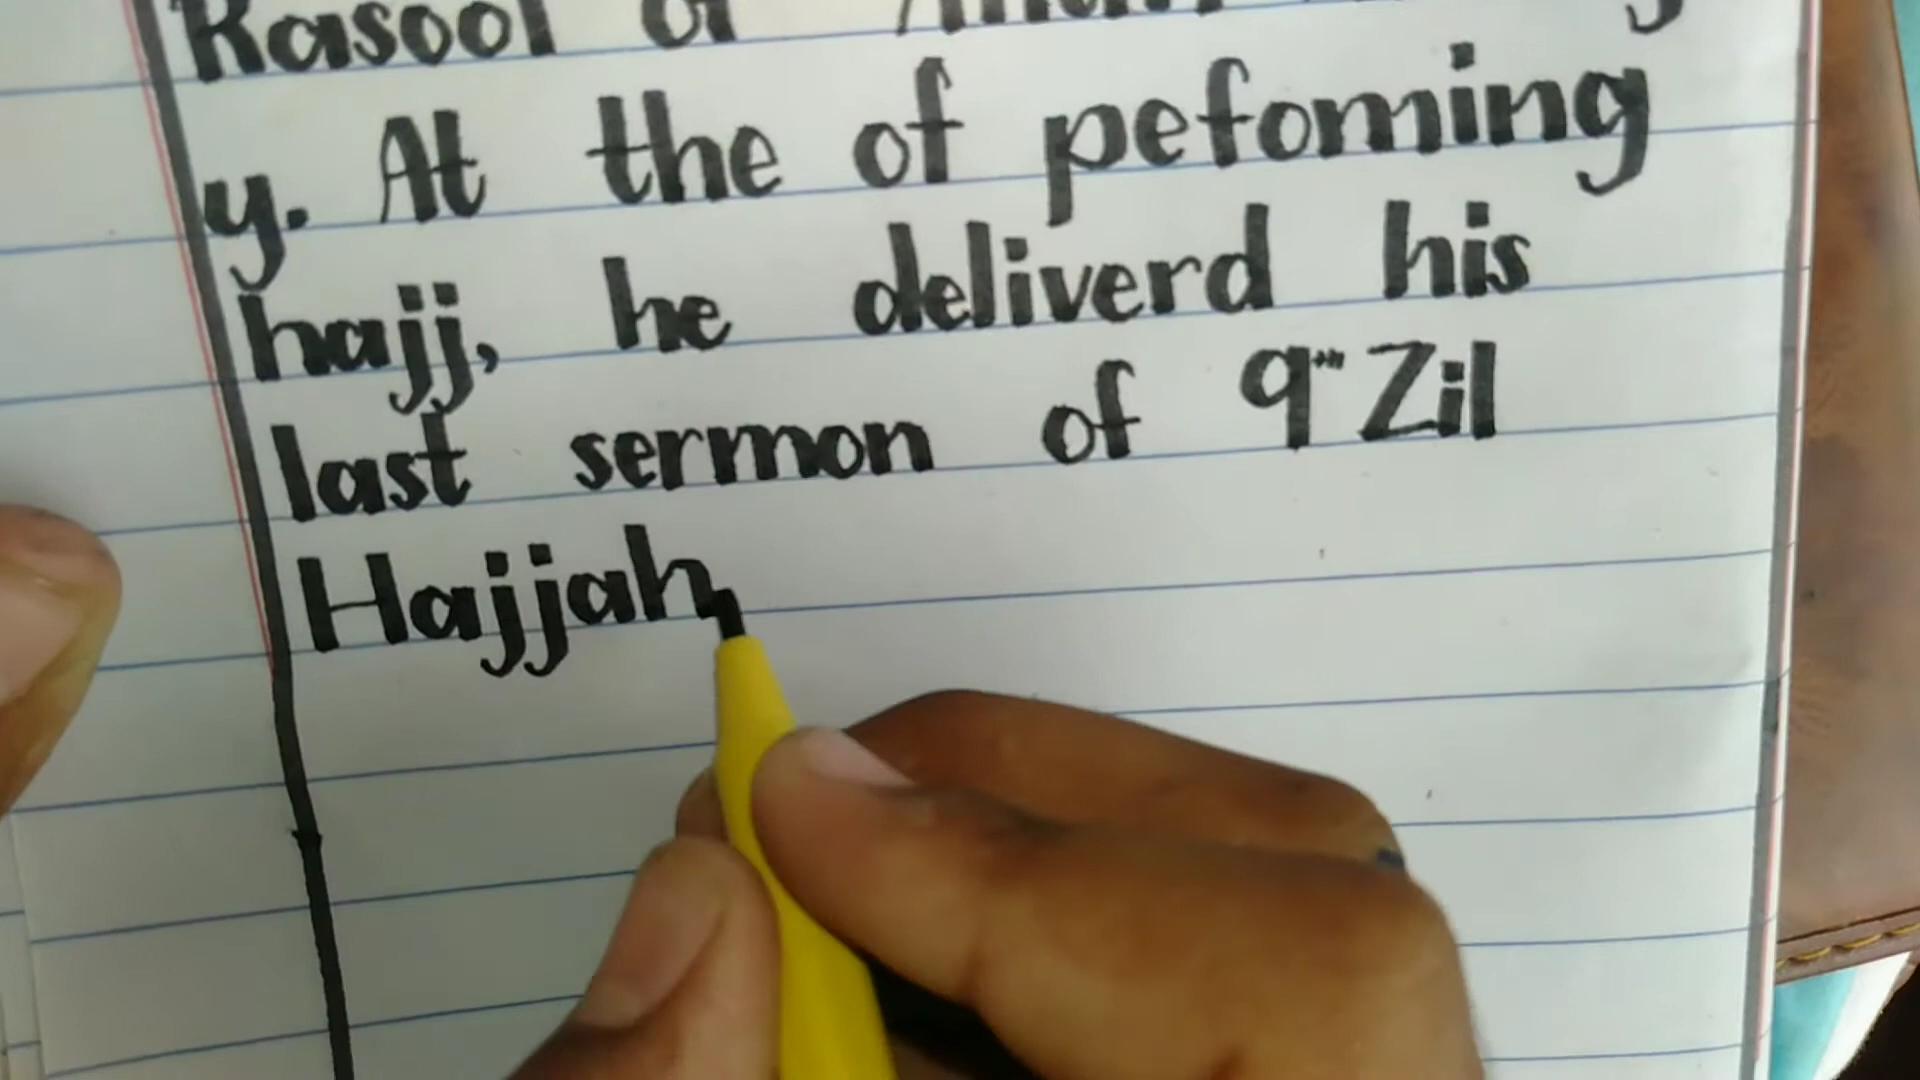 Rasool of
y. At the of pefoming
hajj, he deliverd his
last sermon of 9th Zil
Hajjah